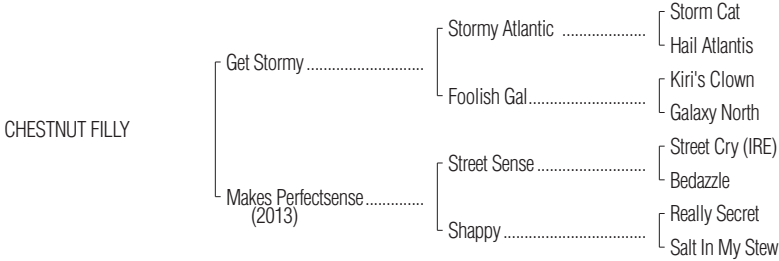 Storm Cat
Stormy Atlantic ....................
Hail Atlantis
Get Stormy ...........................
Kiri's Clown
Foolish Gal............................
Galaxy North
CHESTNUT FILLY
Street Cry (IRE)
Street Sense ..........................
Bedazzle
Makes Perfectsense..............
(2013)
Really Secret
Shappy ..................................
Salt In My Stew